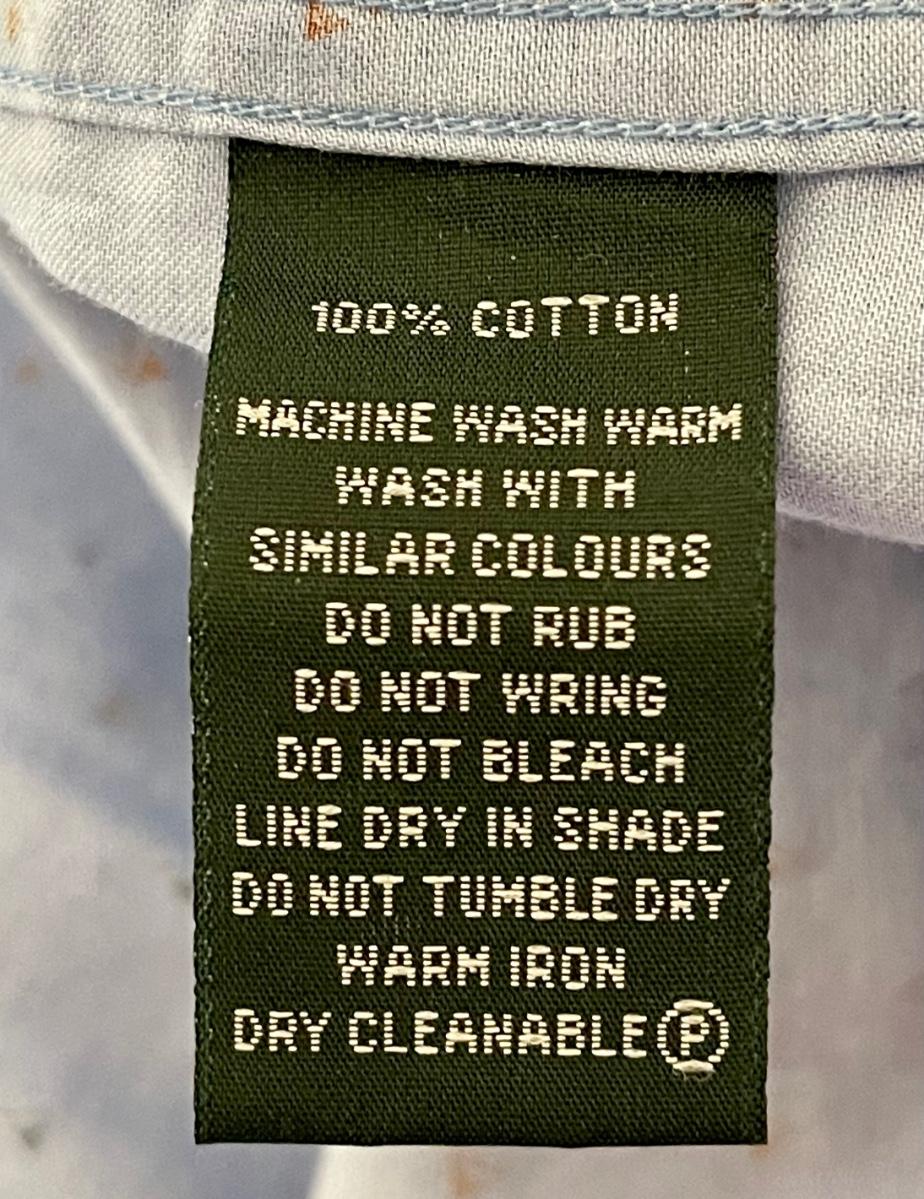 100% COTTON
MACHINE WASH WARM
WASH WITH
SIMILAR COLOURS
DO NOT RUB
DO NOT WRING
DO NOT BLEACH
LINE DRY IN SHADE
DO NOT TUMBLE DRY
WARM IRON
DRY CLEANABLE Ⓟ